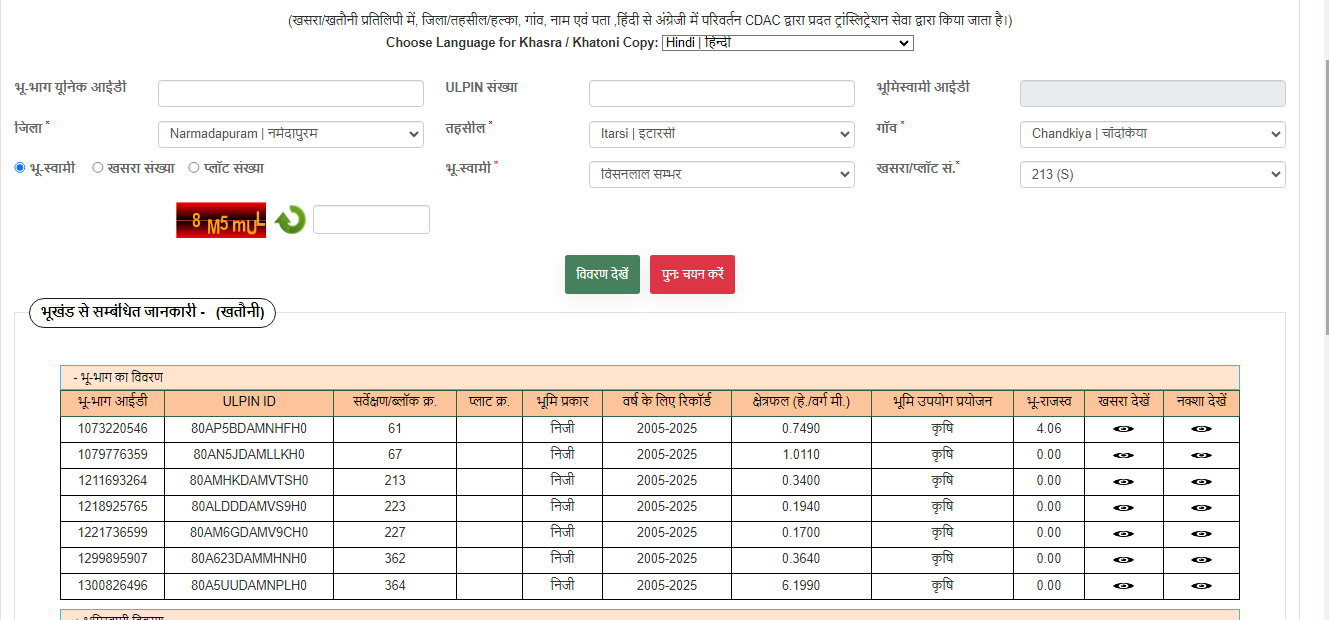 (खसरा/खतौनी प्रतिलिपी में, जिला/तहसील/हल्का, गांव, नाम एवं पता ,हिंदी से अंग्रेजी में परिवर्तन CDAC द्वारा प्रदत ट्रांस्लिट्रेशन सेवा द्वारा किया जाता है।)
Choose Language for Khasra / Khatoni Copy: Hindi | हिन्दी
भू-भाग यूनिक आईडी ULPIN संख्या भूमिस्वामी आईडी
जिला * Narmadapuram | नर्मदापुरम तहसील * Itarsi | इटारसी गाँव * Chandkiya | चाँदकिया
भू-स्वामी खसरा संख्या प्लॉट संख्या भू-स्वामी * विसनलाल सम्भर खसरा/प्लॉट सं.* 213 (S)
8 M5 muL
विवरण देखें पुनः चयन करें
भूखंड से सम्बंधित जानकारी - (खतौनी)
- भू-भाग का विवरण
भू-भाग आईडी ULPIN ID सर्वेक्षण/ब्लॉक क्र. प्लाट क्र. भूमि प्रकार वर्ष के लिए रिकॉर्ड क्षेत्रफल (हे./वर्ग मी.) भूमि उपयोग प्रयोजन भू-राजस्व खसरा देखें नक्शा देखें
1073220546 80AP5BDAMNHFH0 61 निजी 2005-2025 0.7490 कृषि 4.06
1079776359 80AN5JDAMLLKH0 67 निजी 2005-2025 1.0110 कृषि 0.00
1211693264 80AMHKDAMVTSH0 213 निजी 2005-2025 0.3400 कृषि 0.00
1218925765 80ALDDDAMVS9H0 223 निजी 2005-2025 0.1940 कृषि 0.00
1221736599 80AM6GDAMV9CH0 227 निजी 2005-2025 0.1700 कृषि 0.00
1299895907 80A623DAMMHNH0 362 निजी 2005-2025 0.3640 कृषि 0.00
1300826496 80A5UUDAMNPLH0 364 निजी 2005-2025 6.1990 कृषि 0.00